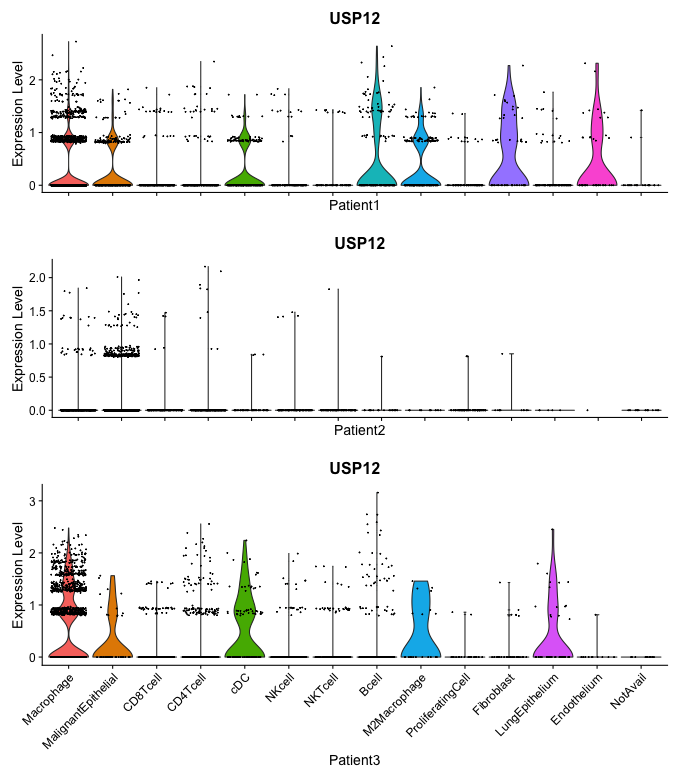 USP12
Expression Level
2
1
0
Patient1
USP12
Expression Level
2.0
1.5
1.0
0.5
0.0
Patient2
USP12
Expression Level
3
2
1
0
Macrophage
MalignantEpithelial
CD8Tcell
CD4Tcell
cDC
NKcell
NKTcell
Bcell
M2Macrophage
ProliferatingCell
Fibroblast
LungEpithelium
Endothelium
NotAvail
Patient3